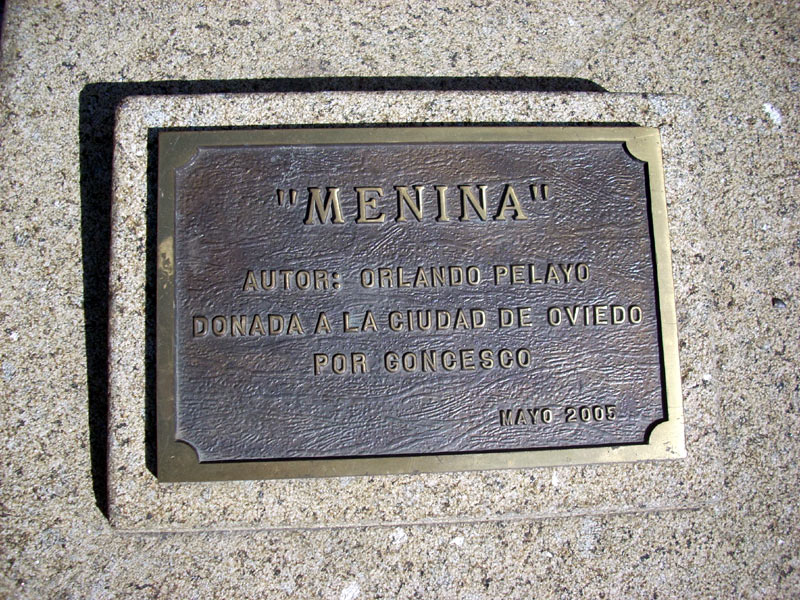 "MENINA"
AUTOR: ORLANDO PELAYO
DONADA A LA CIUDAD DE OVIEDO
POR CONCESCO
MAYO 2005